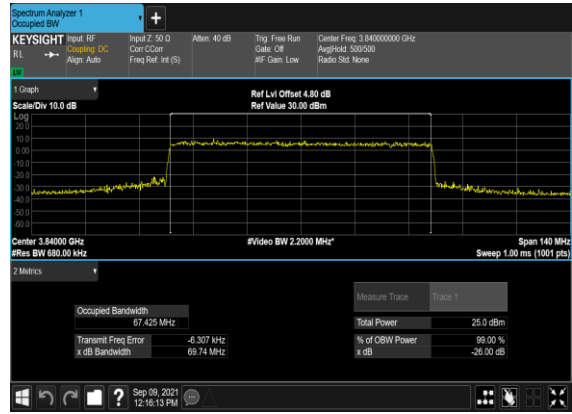 Spectrum Analyzer 1
Occupied BW
+
KEYSIGHT Input: RF Input Z: 50 Ω Atten: 40 dB Trig: Free Run Center Freq: 3.840000000 GHz
RL Coupling: DC Corr CCorr Gate: Off Avg|Hold: 500/500
Align: Auto Freq Ref: Int (S) #IF Gain: Low Radio Std: None
LW
1 Graph
Ref Lvl Offset 4.80 dB
Scale/Div 10.0 dB Ref Value 30.00 dBm
Log
20.0
10.0
0.00
-10.0
-20.0
-30.0
-40.0
-50.0
-60.0
Center 3.84000 GHz #Video BW 2.2000 MHz* Span 140 MHz
#Res BW 680.00 kHz Sweep 1.00 ms (1001 pts)
2 Metrics
Measure Trace Trace 1
Occupied Bandwidth
67.425 MHz Total Power 25.0 dBm
Transmit Freq Error -6.307 kHz % of OBW Power 99.00 %
x dB Bandwidth 69.74 MHz x dB -26.00 dB
? Sep 09, 2021
12:16:13 PM